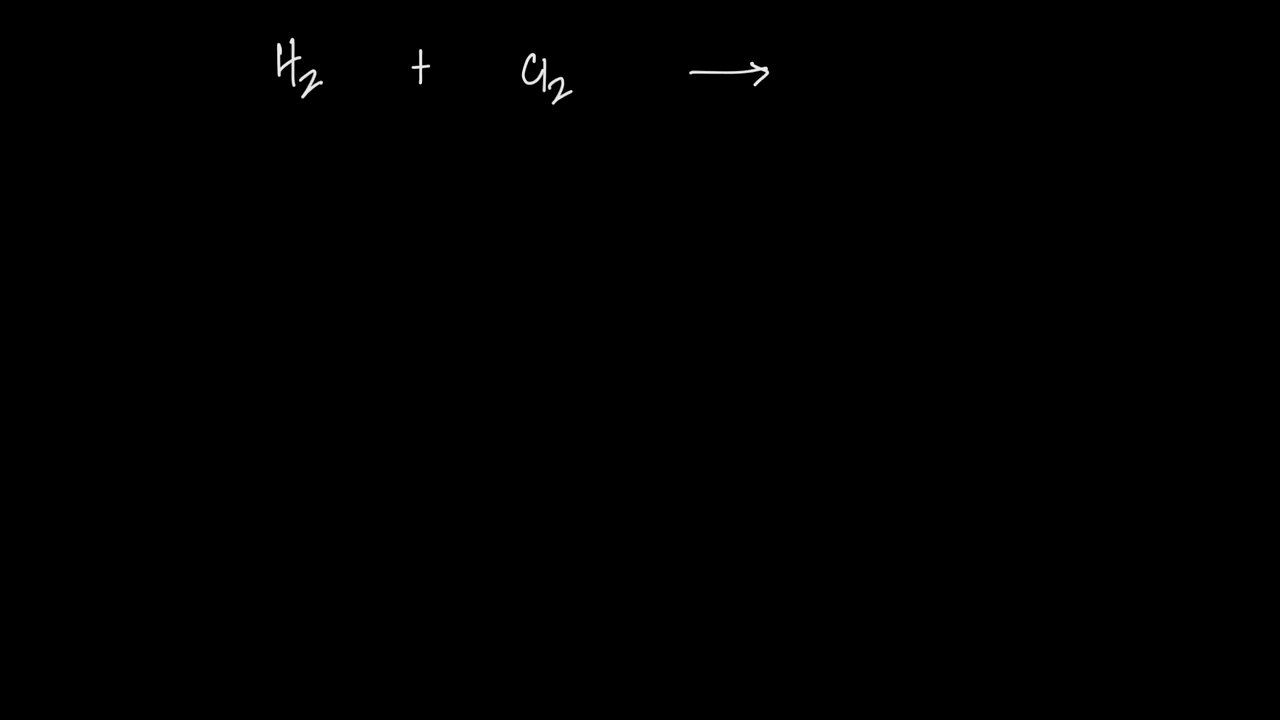 H₂ + Cl₂ ⟶